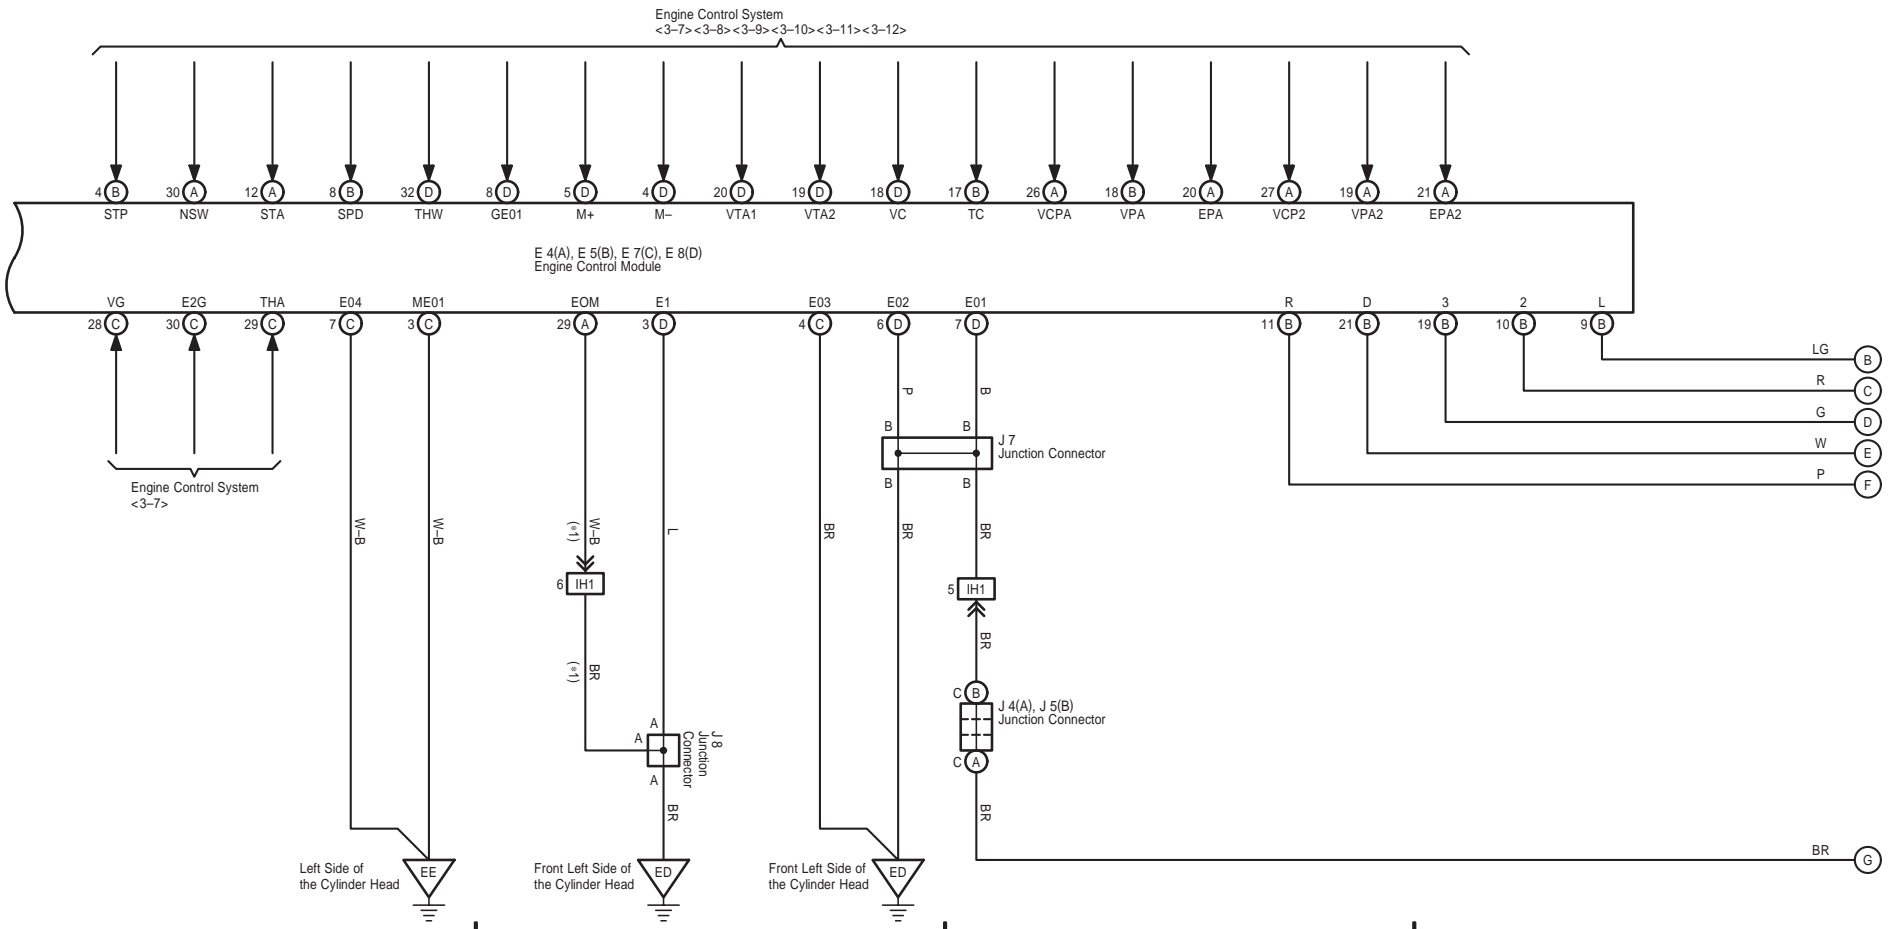 Engine Control System
<3–7><3–8><3–9><3–10><3–11><3–12>
4 B 30 A 12 A 8 B 32 D 8 D 5 D 4 D 20 D 19 D 18 D 17 B 26 A 18 B 20 A 27 A 19 A 21 A
STP NSW STA SPD THW GE01 M+ M– VTA1 VTA2 VC TC VCPA VPA EPA VCP2 VPA2 EPA2
E 4(A), E 5(B), E 7(C), E 8(D)
Engine Control Module
VG E2G THA E04 ME01 EOM E1 E03 E02 E01 R D 3 2 L
28 C 30 C 29 C 7 C 3 C 29 A 3 D 4 C 6 D 7 D 11 B 21 B 19 B 10 B 9 B
LG B
R C
G D
W E
P F
P B
B B
J 7
Junction Connector
B B
Engine Control System
<3–7>
W–B W–B (*1) W–B L BR BR BR
6 IH1
5 IH1
BR
(*1) BR
C B
J 4(A), J 5(B)
Junction Connector
C A
A
A
A
J 8
Junction
Connector
BR BR
BR G
Left Side of
the Cylinder Head
EE
Front Left Side of
the Cylinder Head
ED
Front Left Side of
the Cylinder Head
ED